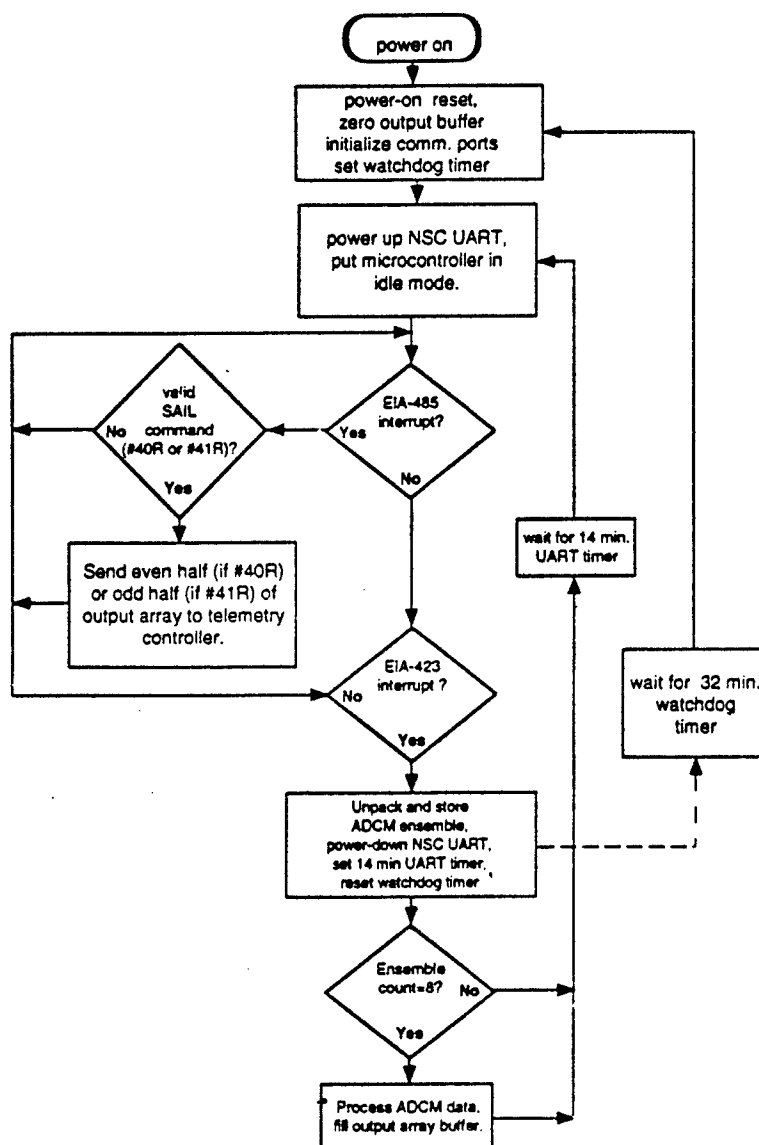 power on
power-on reset,
zero output buffer
initialize comm. ports
set watchdog timer
power up NSC UART,
put microcontroller in
idle mode.
valid
SAIL
command
(#40R or #41R)?
No
Yes
EIA-485
interrupt?
Yes
No
Send even half (if #40R)
or odd half (if #41R) of
output array to telemetry
controller.
wait for 14 min.
UART timer
EIA-423
interrupt ?
No
Yes
wait for 32 min.
watchdog
timer
Unpack and store
ADCM ensemble,
power-down NSC UART,
set 14 min UART timer,
reset watchdog timer
Ensemble
count=8?
No
Yes
Process ADCM data,
fill output array buffer.